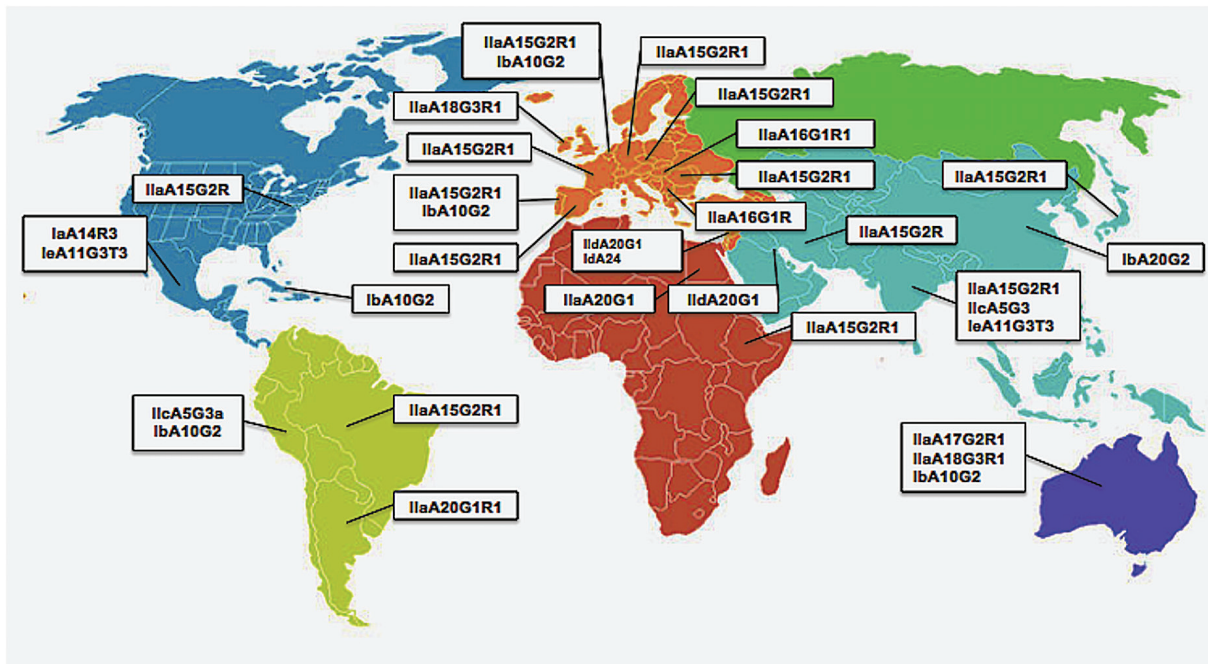 IIaA15G2R1
IbA10G2
IIaA15G2R1
IIaA18G3R1
IIaA15G2R1
IIaA16G1R1
IIaA15G2R1
IIaA15G2R1
IIaA15G2R1
IIaA15G2R
IIaA15G2R1
IbA10G2
IIaA16G1R
IaA14R3
IeA11G3T3
IIdA20G1
IdA24
IIaA15G2R
IbA20G2
IIaA15G2R1
IbA10G2
IIaA20G1
IIdA20G1
IIaA15G2R1
IIcA5G3
IeA11G3T3
IIaA15G2R1
IIcA5G3a
IbA10G2
IIaA15G2R1
IIaA17G2R1
IIaA18G3R1
IbA10G2
IIaA20G1R1